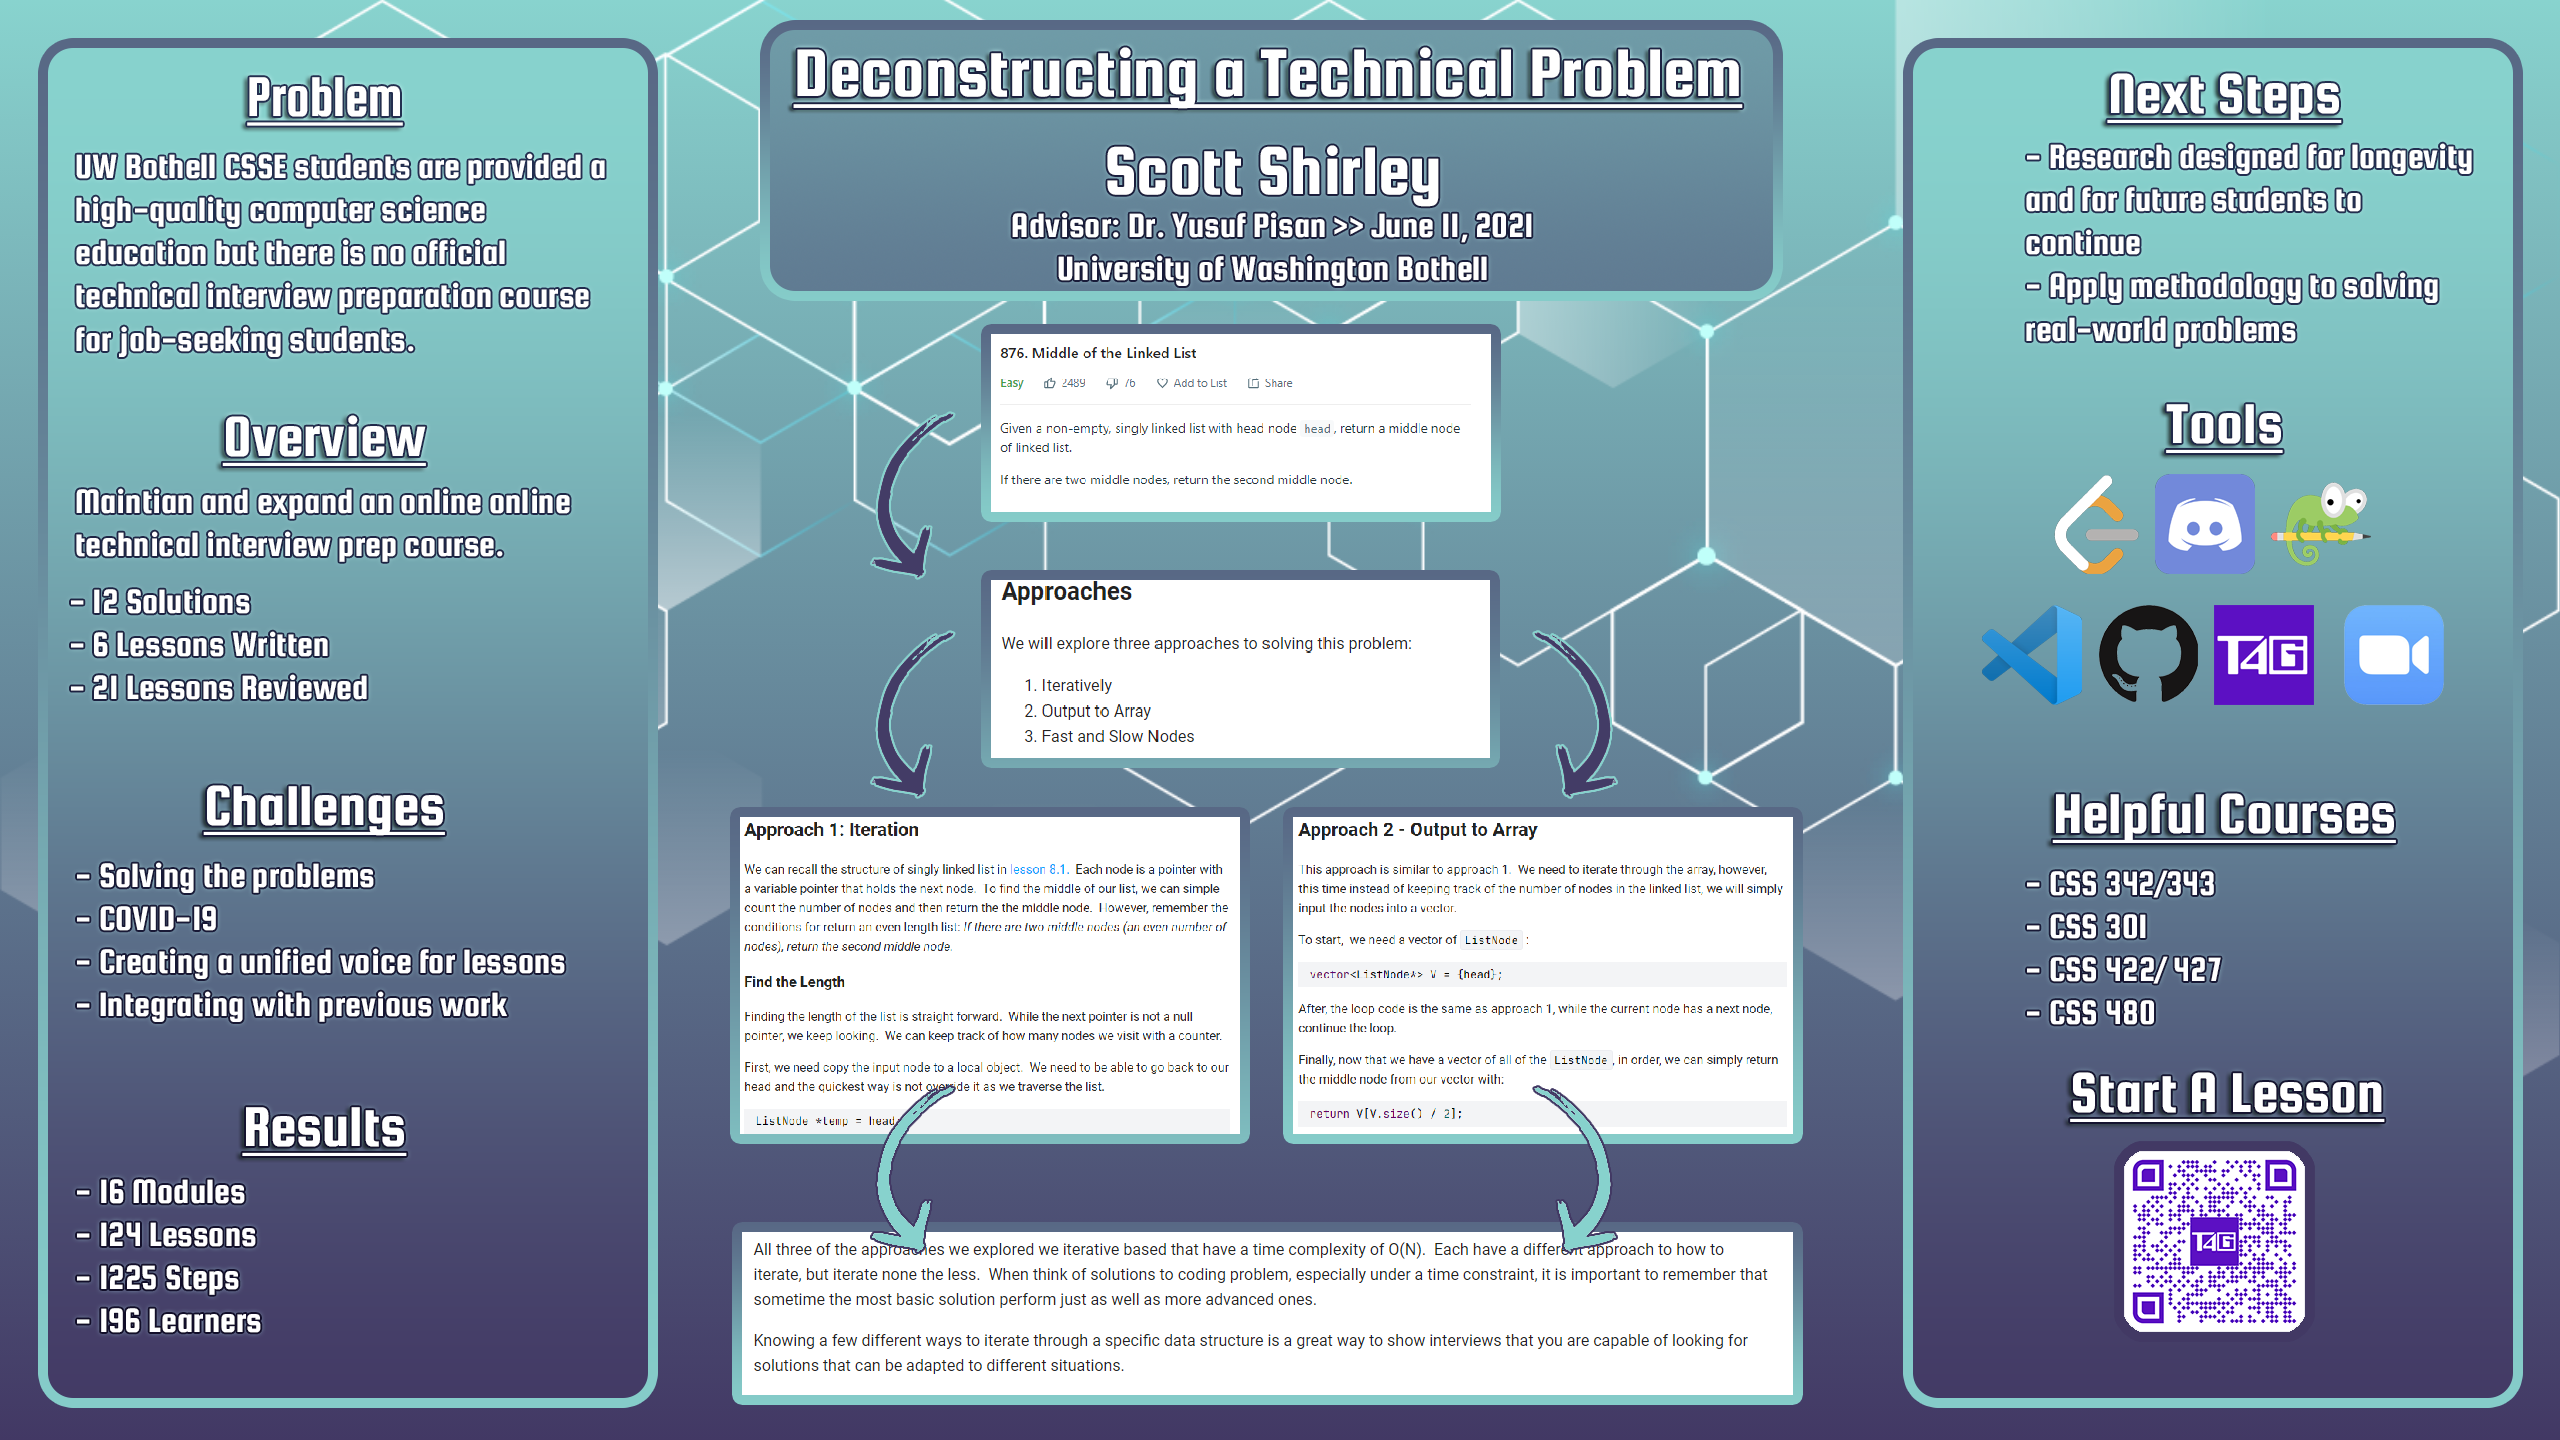 Deconstructing a Technical Problem
Scott Shirley
Advisor: Dr. Yusuf Pisan >> June 11, 2021
University of Washington Bothell
Problem
UW Bothell CSSE students are provided a
high-quality computer science
education but there is no official
technical interview preparation course
for job-seeking students.
Overview
Maintian and expand an online online
technical interview prep course.
- 12 Solutions
- 6 Lessons Written
- 21 Lessons Reviewed
Challenges
- Solving the problems
- COVID-19
- Creating a unified voice for lessons
- Integrating with previous work
Results
- 16 Modules
- 124 Lessons
- 1225 Steps
- 196 Learners
876. Middle of the Linked List
Easy 2489 76 Add to List Share
Given a non-empty, singly linked list with head node head, return a middle node
of linked list.
If there are two middle nodes, return the second middle node.
Approaches
We will explore three approaches to solving this problem:
1. Iteratively
2. Output to Array
3. Fast and Slow Nodes
Approach 1: Iteration
We can recall the structure of singly linked list in lesson 8.1. Each node is a pointer with
a variable pointer that holds the next node. To find the middle of our list, we can simple
count the number of nodes and then return the the middle node. However, remember the
conditions for return an even length list: If there are two middle nodes (an even number of
nodes), return the second middle node.
Find the Length
Finding the length of the list is straight forward. While the next pointer is not a null
pointer, we keep looking. We can keep track of how many nodes we visit with a counter.
First, we need copy the input node to a local object. We need to be able to go back to our
head and the quickest way is not override it as we traverse the list.
ListNode *temp = head
Approach 2 - Output to Array
This approach is similar to approach 1. We need to iterate through the array, however,
this time instead of keeping track of the number of nodes in the linked list, we will simply
input the nodes into a vector.
To start, we need a vector of ListNode :
vector<ListNode*> V = {head};
After, the loop code is the same as approach 1, while the current node has a next node,
continue the loop.
Finally, now that we have a vector of all of the ListNode, in order, we can simply return
the middle node from our vector with:
return V[V.size() / 2];
All three of the approaches we explored we iterative based that have a time complexity of O(N). Each have a different approach to how to
iterate, but iterate none the less. When think of solutions to coding problem, especially under a time constraint, it is important to remember that
sometime the most basic solution perform just as well as more advanced ones.
Knowing a few different ways to iterate through a specific data structure is a great way to show interviews that you are capable of looking for
solutions that can be adapted to different situations.
Next Steps
- Research designed for longevity
and for future students to
continue
- Apply methodology to solving
real-world problems
Tools
T4G
Helpful Courses
- CSS 342/343
- CSS 301
- CSS 422/ 427
- CSS 480
Start A Lesson
T4G